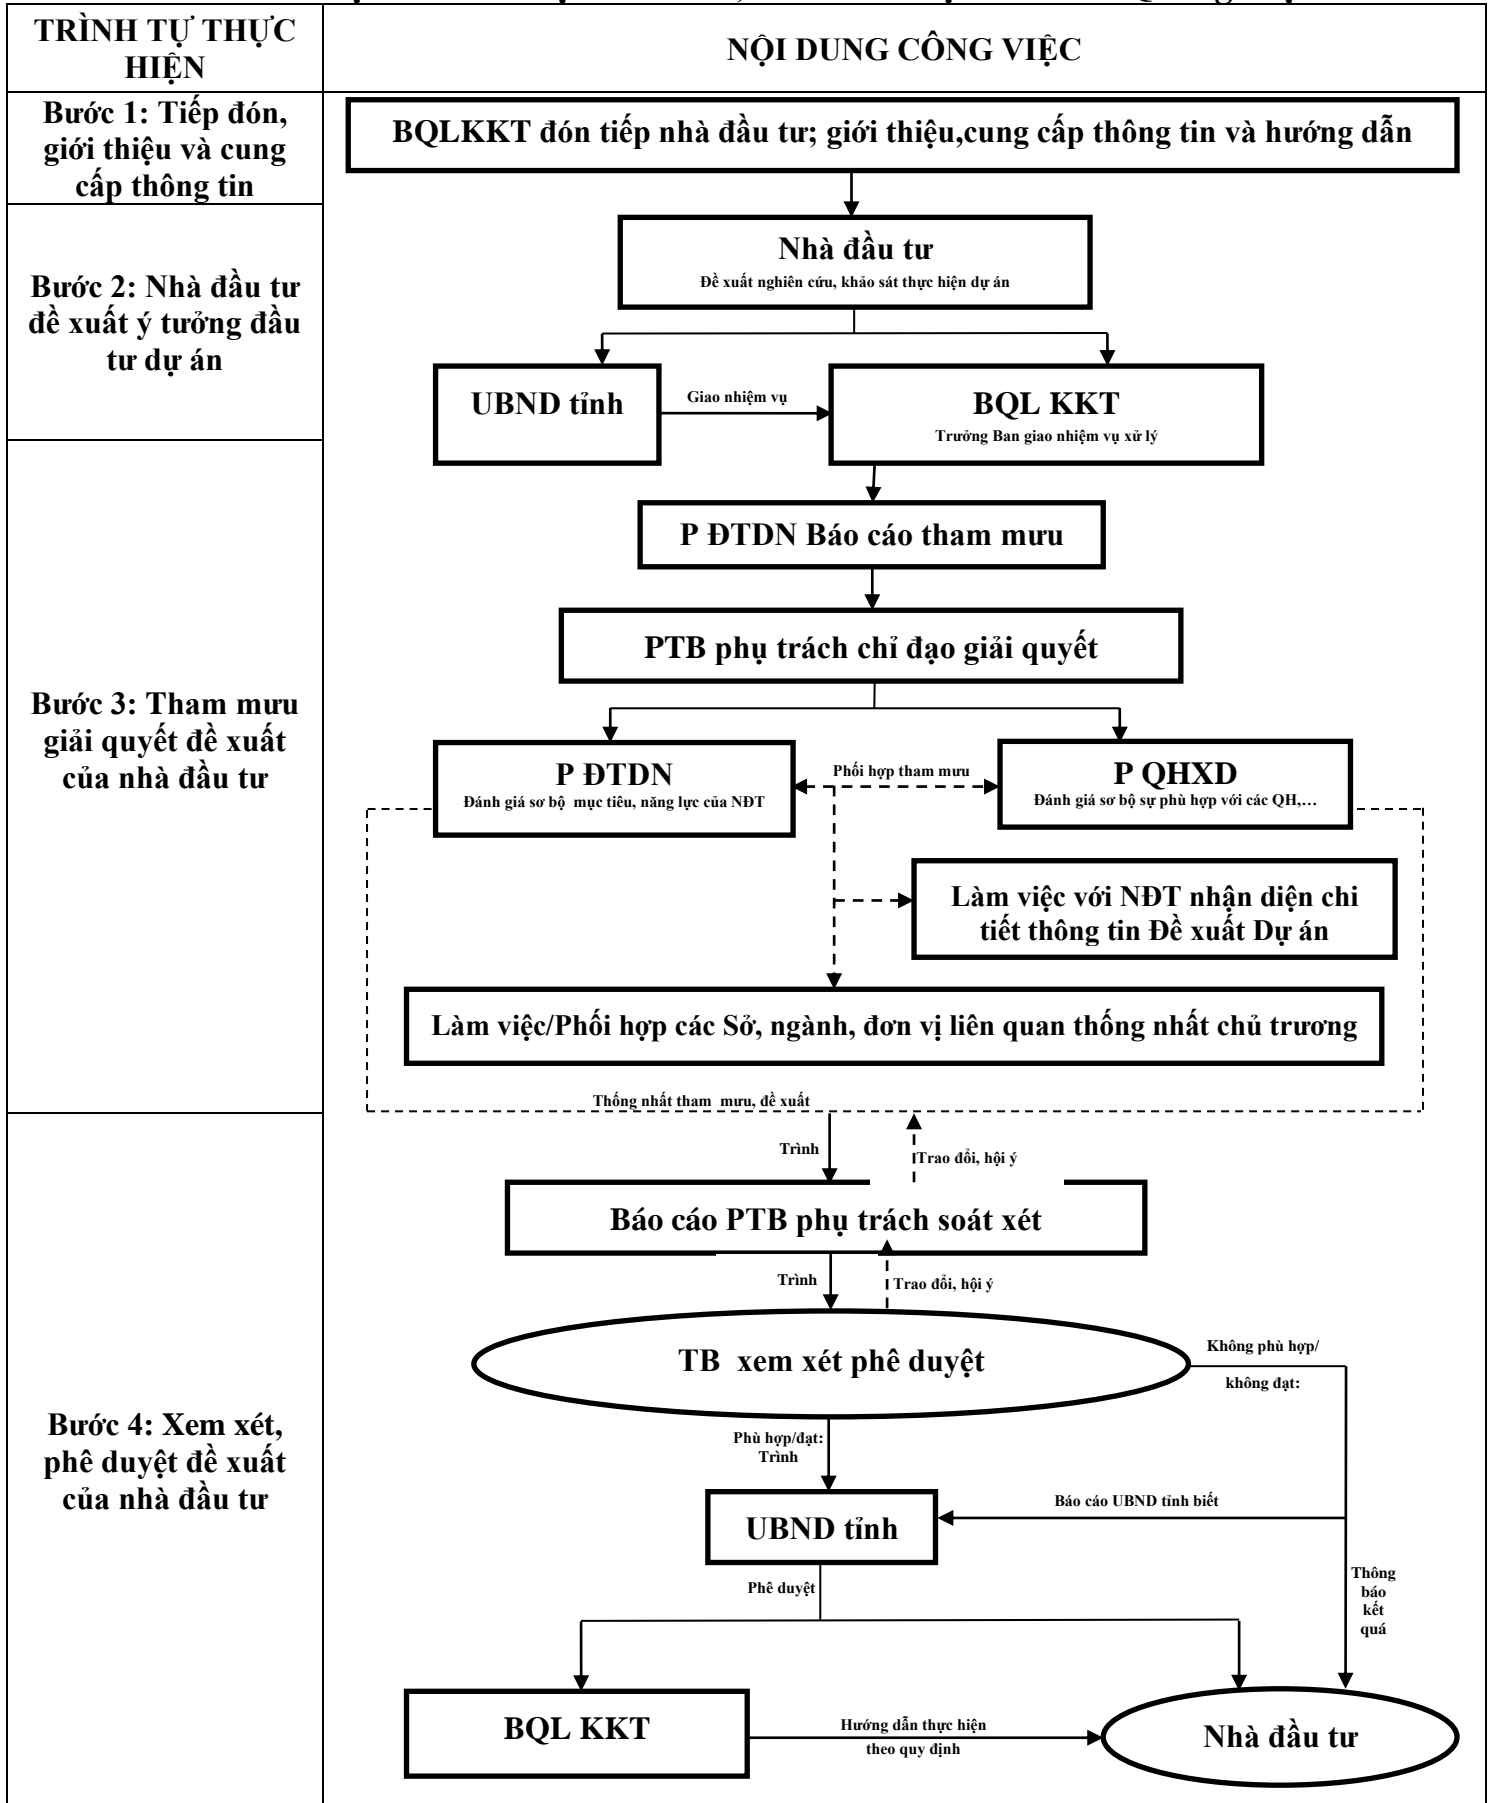 TRÌNH TỰ THỰC
HIỆN
NỘI DUNG CÔNG VIỆC
Bước 1: Tiếp đón,
giới thiệu và cung
cấp thông tin
BQLKKT đón tiếp nhà đầu tư; giới thiệu,cung cấp thông tin và hướng dẫn
Bước 2: Nhà đầu tư
đề xuất ý tưởng đầu
tư dự án
Nhà đầu tư
Đề xuất nghiên cứu, khảo sát thực hiện dự án
UBND tỉnh
Giao nhiệm vụ
BQL KKT
Trưởng Ban giao nhiệm vụ xử lý
Bước 3: Tham mưu
giải quyết đề xuất
của nhà đầu tư
P ĐTDN Báo cáo tham mưu
PTB phụ trách chỉ đạo giải quyết
P ĐTDN
Đánh giá sơ bộ mục tiêu, năng lực của NĐT
Phối hợp tham mưu
P QHXD
Đánh giá sơ bộ sự phù hợp với các QH,…
Làm việc với NĐT nhận diện chi
tiết thông tin Đề xuất Dự án
Làm việc/Phối hợp các Sở, ngành, đơn vị liên quan thống nhất chủ trương
Thống nhất tham mưu, đề xuất
Bước 4: Xem xét,
phê duyệt đề xuất
của nhà đầu tư
Trình
Trao đổi, hội ý
Báo cáo PTB phụ trách soát xét
Trình
Trao đổi, hội ý
TB xem xét phê duyệt
Không phù hợp/
không đạt:
Phù hợp/đạt:
Trình
UBND tỉnh
Báo cáo UBND tỉnh biết
Phê duyệt
Thông
báo
kết
quá
BQL KKT
Hướng dẫn thực hiện
theo quy định
Nhà đầu tư